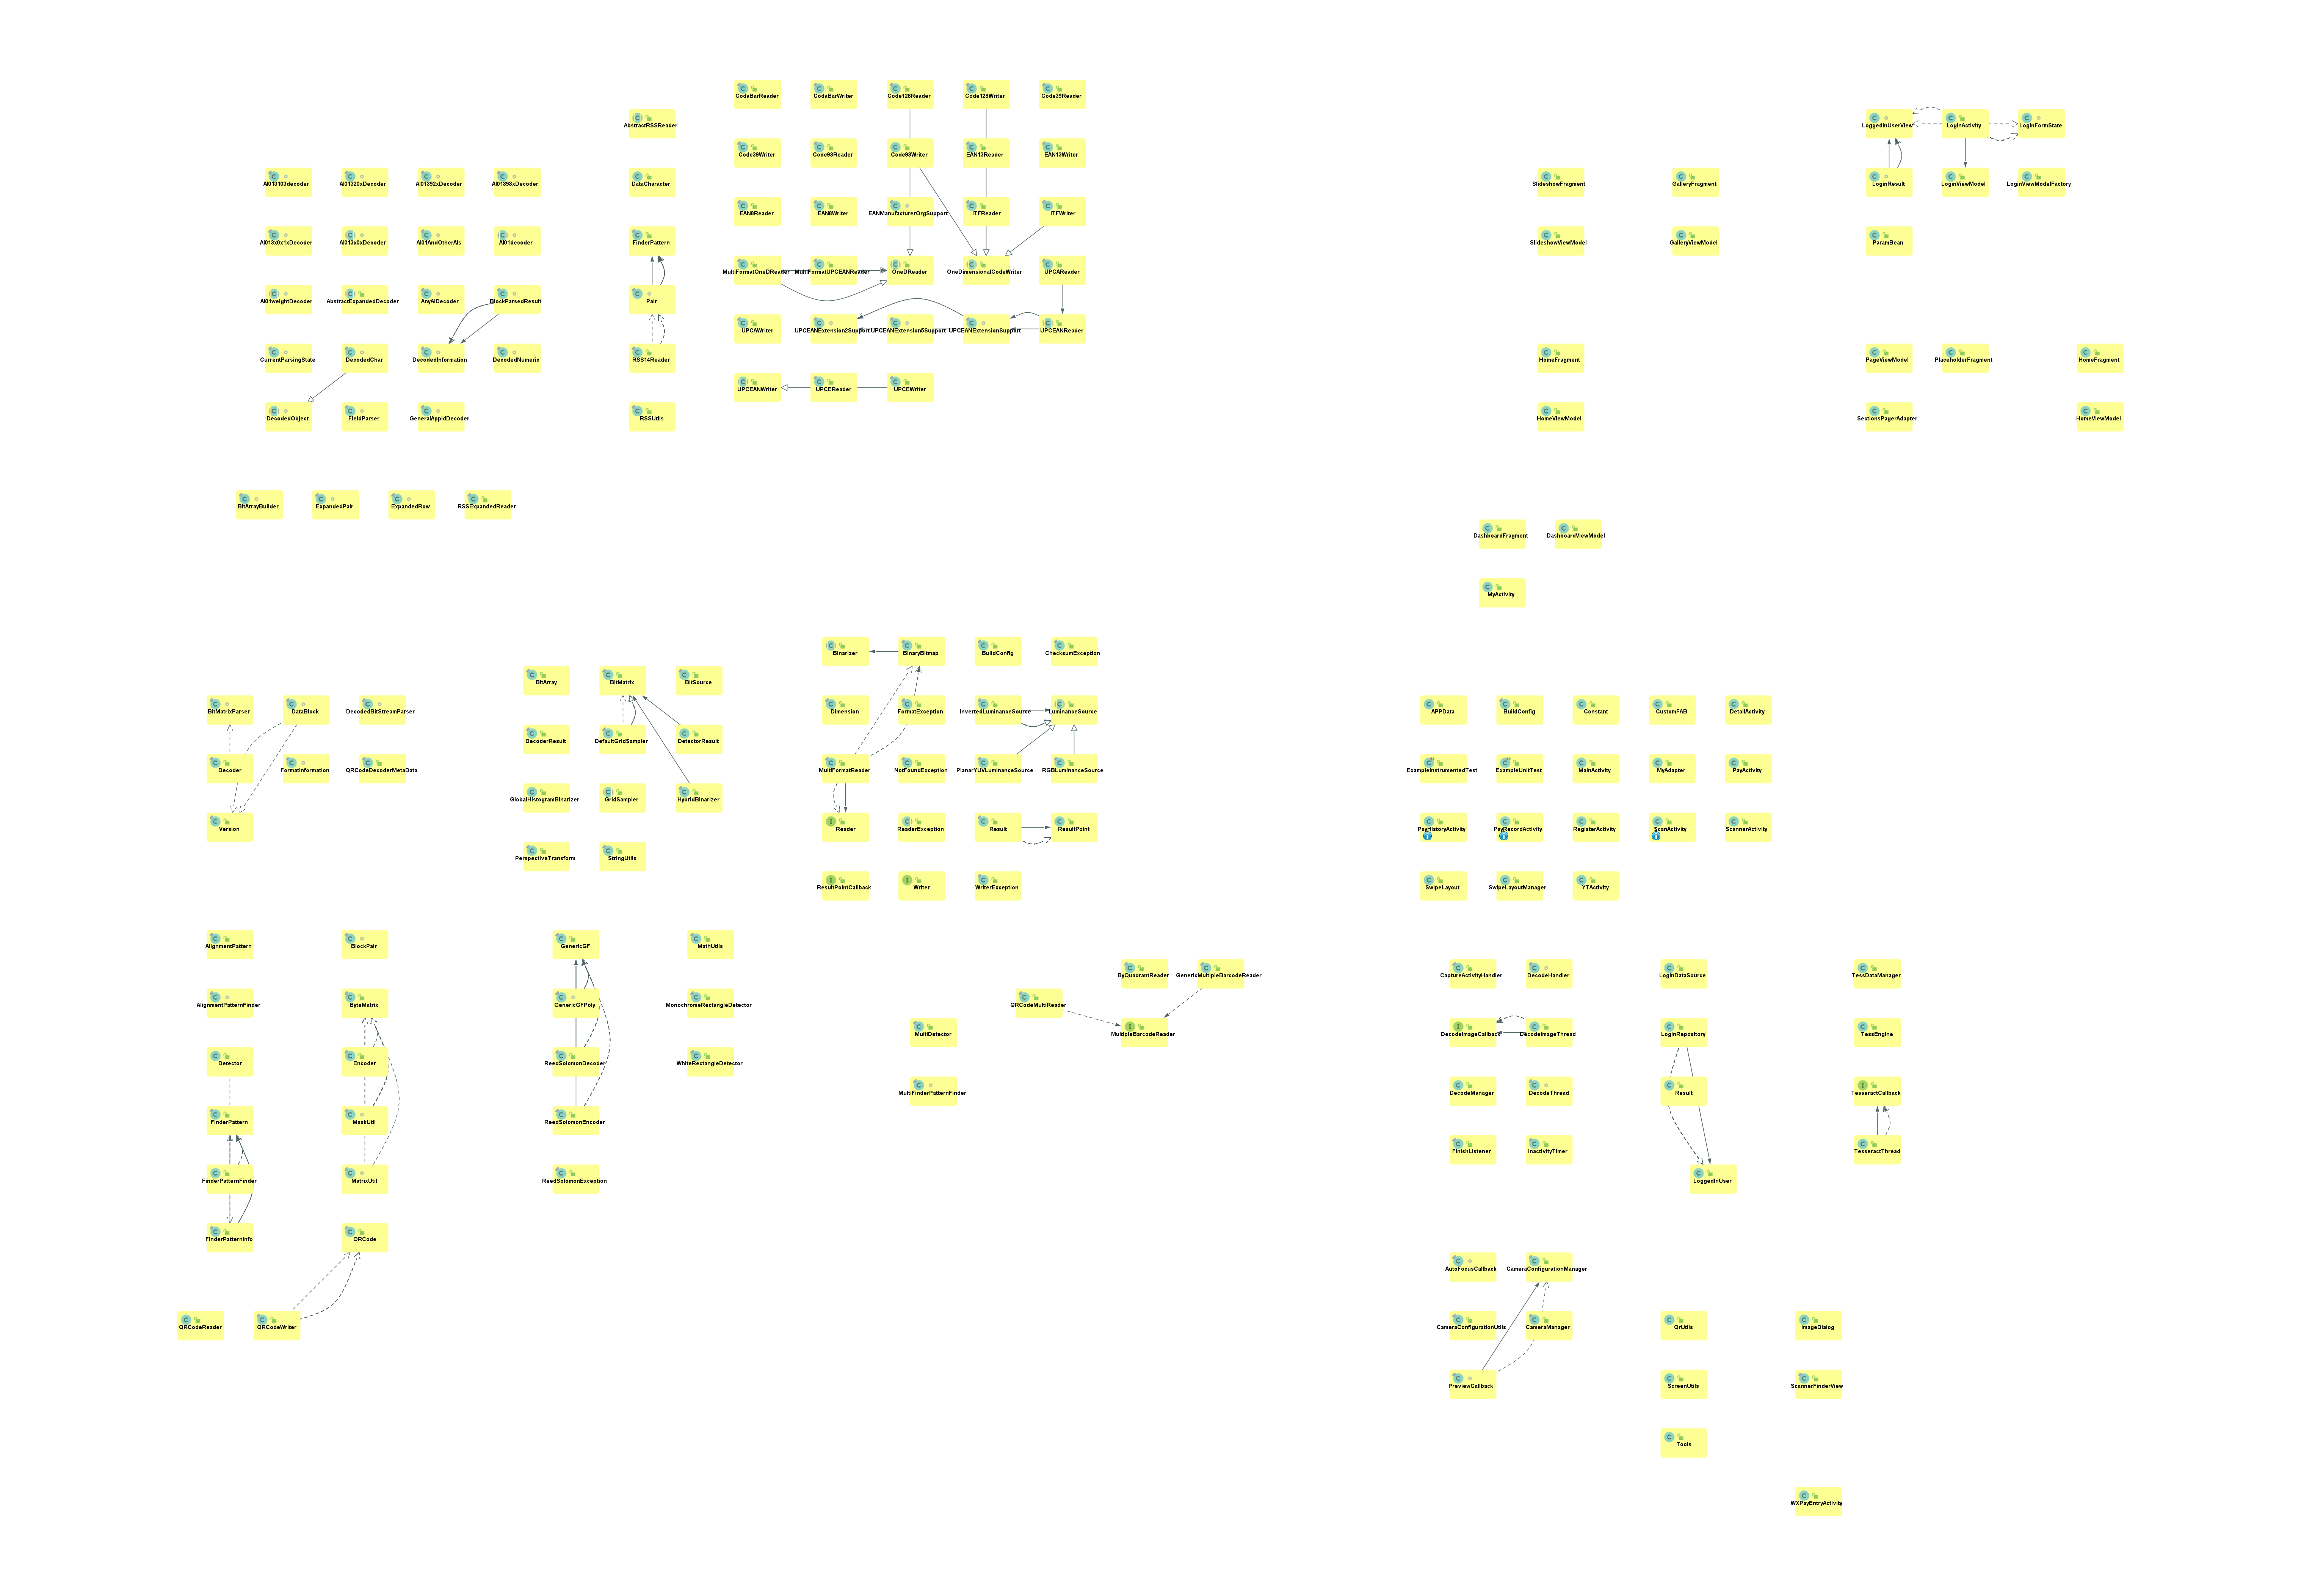 CodaBarReader
CodaBarWriter
Code128Reader
Code128Writer
Code39Reader
Code39Writer
Code93Reader
Code93Writer
EAN13Reader
EAN13Writer
EAN8Reader
EAN8Writer
EANManufacturerOrgSupport
ITFReader
ITFWriter
MultiFormatOneDReader
MultiFormatUPCEANReader
OneDReader
OneDimensionalCodeWriter
UPCAReader
UPCAWriter
UPCEANExtension2Support
UPCEANExtension5Support
UPCEANExtensionSupport
UPCEANReader
UPCEANWriter
UPCEReader
UPCEWriter
AbstractRSSReader
DataCharacter
FinderPattern
Pair
RSS14Reader
RSSUtils
AI013103decoder
AI01320xDecoder
AI01392xDecoder
AI01393xDecoder
AI013x0x1xDecoder
AI013x0xDecoder
AI01AndOtherAIs
AI01decoder
AI01weightDecoder
AbstractExpandedDecoder
AnyAIDecoder
BlockParsedResult
CurrentParsingState
DecodedChar
DecodedInformation
DecodedNumeric
DecodedObject
FieldParser
GeneralAppIdDecoder
BitArrayBuilder
ExpandedPair
ExpandedRow
RSSExpandedReader
LoggedInUserView
LoginActivity
LoginFormState
LoginResult
LoginViewModel
LoginViewModelFactory
ParamBean
SlideshowFragment
SlideshowViewModel
GalleryFragment
GalleryViewModel
HomeFragment
HomeViewModel
PageViewModel
PlaceholderFragment
SectionsPagerAdapter
HomeFragment
HomeViewModel
DashboardFragment
DashboardViewModel
MyActivity
BitMatrixParser
DataBlock
DecodedBitStreamParser
Decoder
FormatInformation
QRCodeDecoderMetaData
Version
BitArray
BitMatrix
BitSource
DecoderResult
DefaultGridSampler
DetectorResult
GlobalHistogramBinarizer
GridSampler
HybridBinarizer
PerspectiveTransform
StringUtils
Binarizer
BinaryBitmap
BuildConfig
ChecksumException
Dimension
FormatException
InvertedLuminanceSource
LuminanceSource
MultiFormatReader
NotFoundException
PlanarYUVLuminanceSource
RGBLuminanceSource
Reader
ReaderException
Result
ResultPoint
ResultPointCallback
Writer
WriterException
APPData
BuildConfig
Constant
CustomFAB
DetailActivity
ExampleInstrumentedTest
ExampleUnitTest
MainActivity
MyAdapter
PayActivity
PayHistoryActivity
PayRecordActivity
RegisterActivity
ScanActivity
ScannerActivity
SwipeLayout
SwipeLayoutManager
YTActivity
AlignmentPattern
AlignmentPatternFinder
Detector
FinderPattern
FinderPatternFinder
FinderPatternInfo
BlockPair
ByteMatrix
Encoder
MaskUtil
MatrixUtil
QRCode
QRCodeReader
QRCodeWriter
GenericGF
GenericGFPoly
ReedSolomonDecoder
ReedSolomonEncoder
ReedSolomonException
MathUtils
MonochromeRectangleDetector
WhiteRectangleDetector
MultiDetector
MultiFinderPatternFinder
QRCodeMultiReader
ByQuadrantReader
GenericMultipleBarcodeReader
MultipleBarcodeReader
CaptureActivityHandler
DecodeHandler
DecodeImageCallback
DecodeImageThread
DecodeManager
DecodeThread
FinishListener
InactivityTimer
LoginDataSource
LoginRepository
Result
LoggedInUser
TessDataManager
TessEngine
TesseractCallback
TesseractThread
AutoFocusCallback
CameraConfigurationManager
CameraConfigurationUtils
CameraManager
PreviewCallback
QrUtils
ScreenUtils
Tools
ImageDialog
ScannerFinderView
WXPayEntryActivity